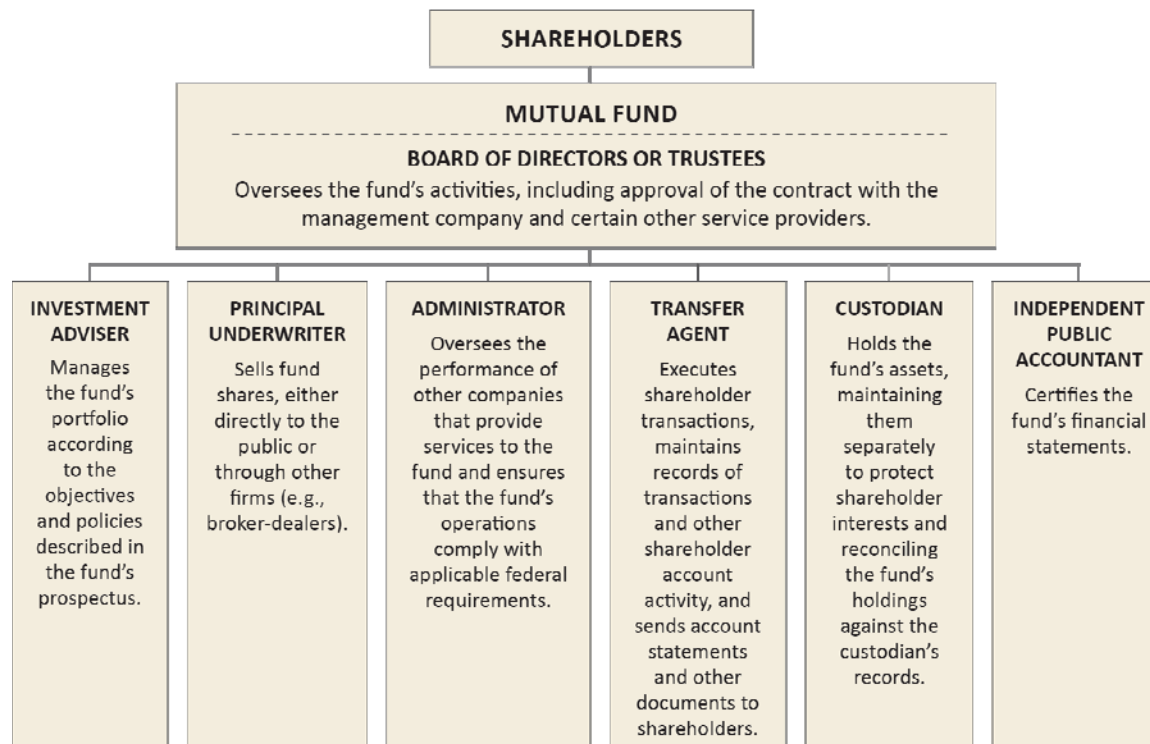 SHAREHOLDERS
MUTUAL FUND
BOARD OF DIRECTORS OR TRUSTEES
Oversees the fund's activities, including approval of the contract with the
management company and certain other service providers.
INVESTMENT
ADVISER
Manages
the fund's
portfolio
according
to the
objectives
and policies
described in
the fund's
prospectus.
PRINCIPAL
UNDERWRITER
Sells fund
shares, either
directly to the
public or
through other
firms (e.g.,
broker-dealers).
ADMINISTRATOR
Oversees the
performance of
other companies
that provide
services to the
fund and ensures
that the fund's
operations
comply with
applicable federal
requirements.
TRANSFER
AGENT
Executes
shareholder
transactions,
maintains
records of
transactions
and other
shareholder
account
activity, and
sends account
statements
and other
documents to
shareholders.
CUSTODIAN
Holds the
fund's assets,
maintaining
them
separately
to protect
shareholder
interests and
reconciling
the fund's
holdings
against the
custodian's
records.
INDEPENDENT
PUBLIC
ACCOUNTANT
Certifies the
fund's financial
statements.